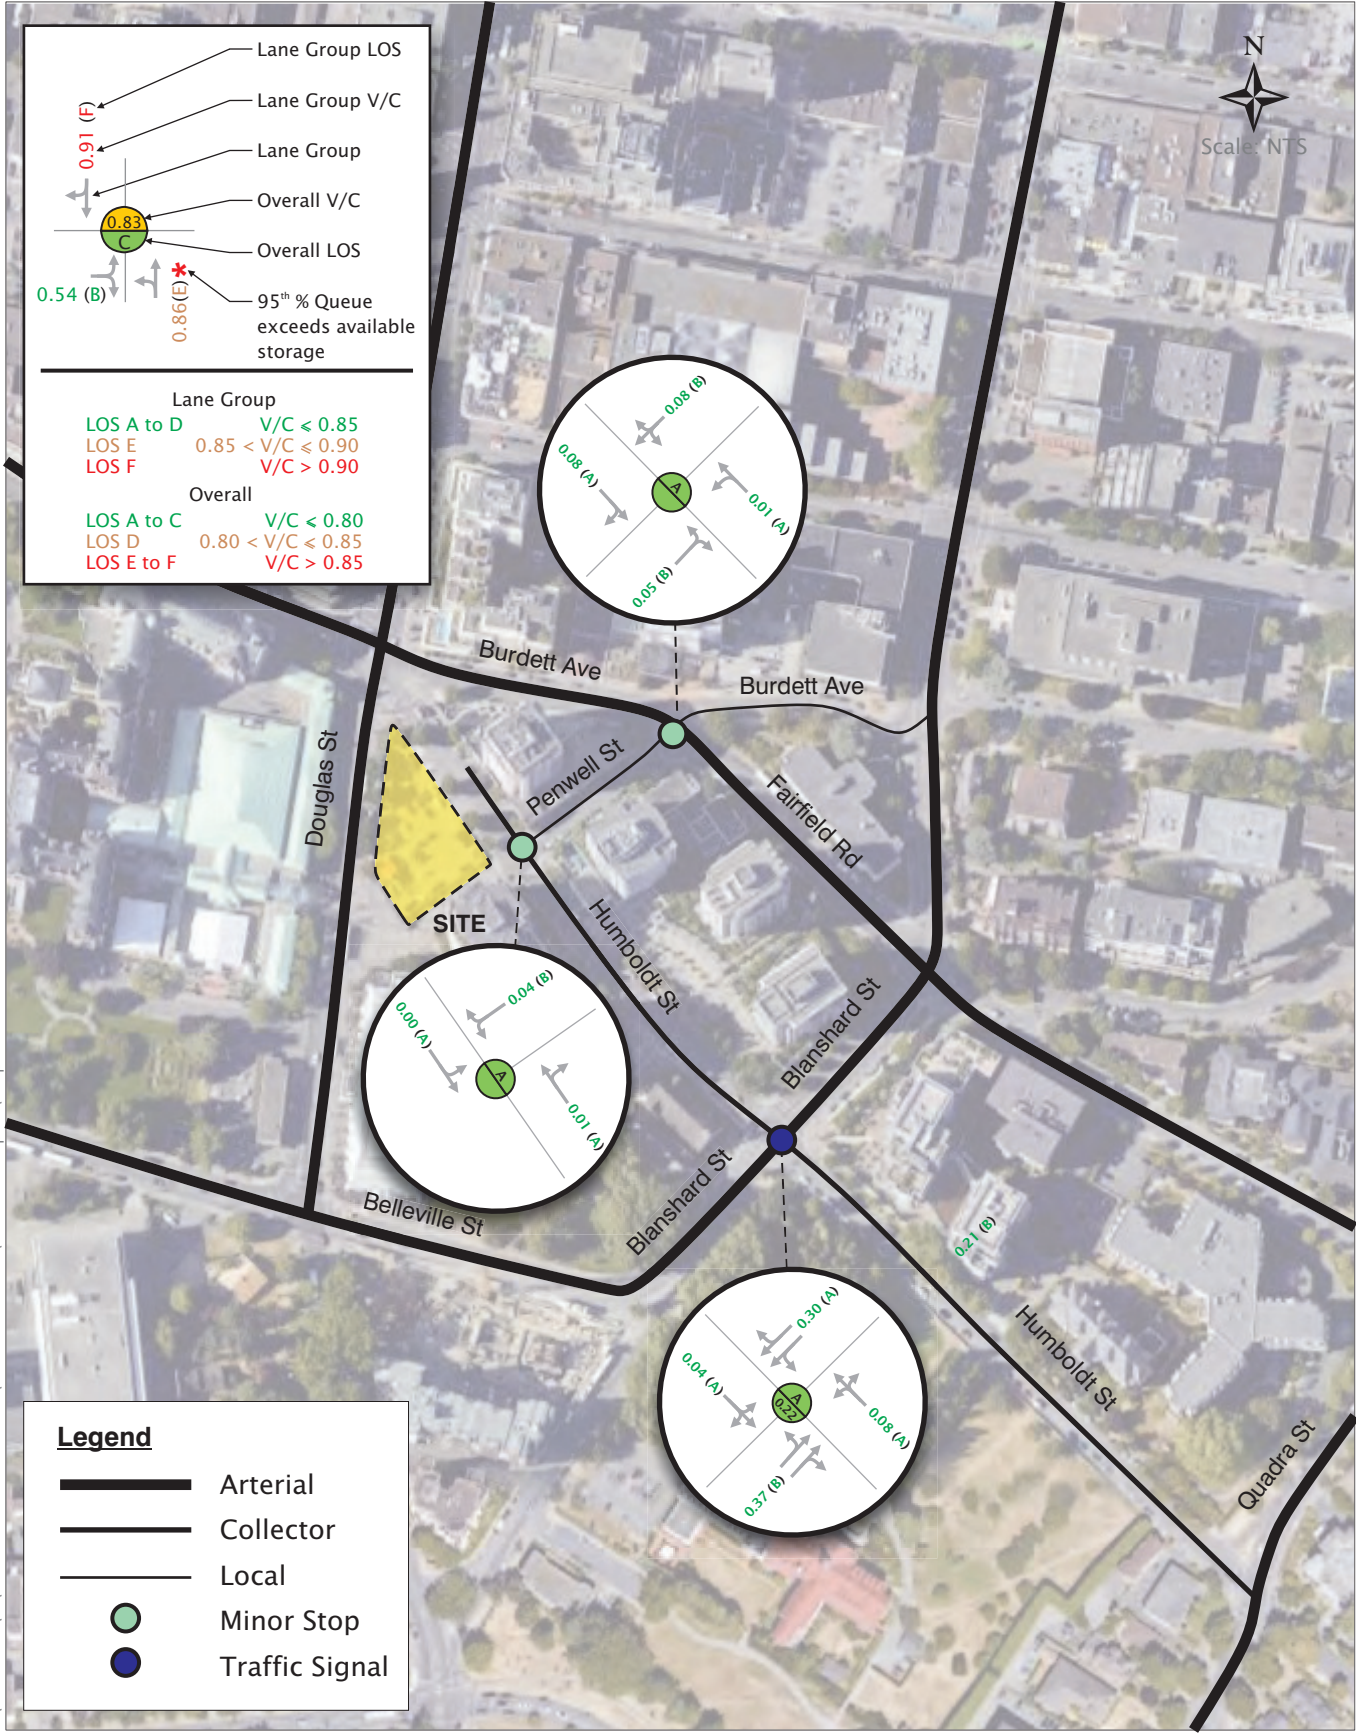 Lane Group LOS
Lane Group V/C
Lane Group
Overall V/C
Overall LOS
95th % Queue
exceeds available
storage
0.91 (F)
0.83
C
0.54 (B)
0.86(E)*
Lane Group
LOS A to D V/C ⩽ 0.85
LOS E 0.85 < V/C ⩽ 0.90
LOS F V/C > 0.90
Overall
LOS A to C V/C ⩽ 0.80
LOS D 0.80 < V/C ⩽ 0.85
LOS E to F V/C > 0.85
N
Scale: NTS
0.08 (B)
0.08 (A)
A
0.01 (A)
0.05 (B)
Burdett Ave
Burdett Ave
Douglas St
Penwell St
Fairfield Rd
SITE
Humboldt St
Blanshard St
0.04 (B)
0.00 (A)
A
0.01 (A)
Belleville St
Blanshard St
0.21 (B)
Humboldt St
0.30 (A)
0.04 (A)
A
0.22
0.08 (A)
0.37 (B)
Quadra St
Legend
Arterial
Collector
Local
Minor Stop
Traffic Signal